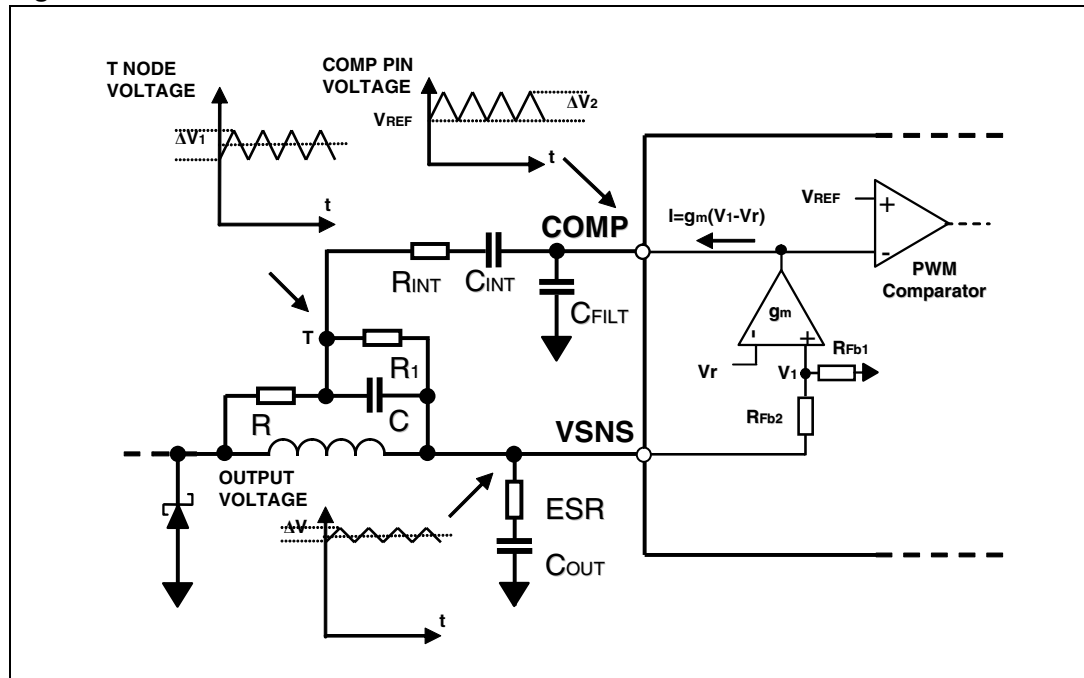 T NODE
VOLTAGE
ΔV1
t
COMP PIN
VOLTAGE
VREF
ΔV2
t
COMP
I=gm(V1-Vr)
VREF
+
-
PWM
Comparator
RINT
CINT
CFILT
gm
-
+
Vr
V1
RFb1
RFb2
T
R1
R
C
VSNS
OUTPUT
VOLTAGE
ΔV
t
ESR
COUT